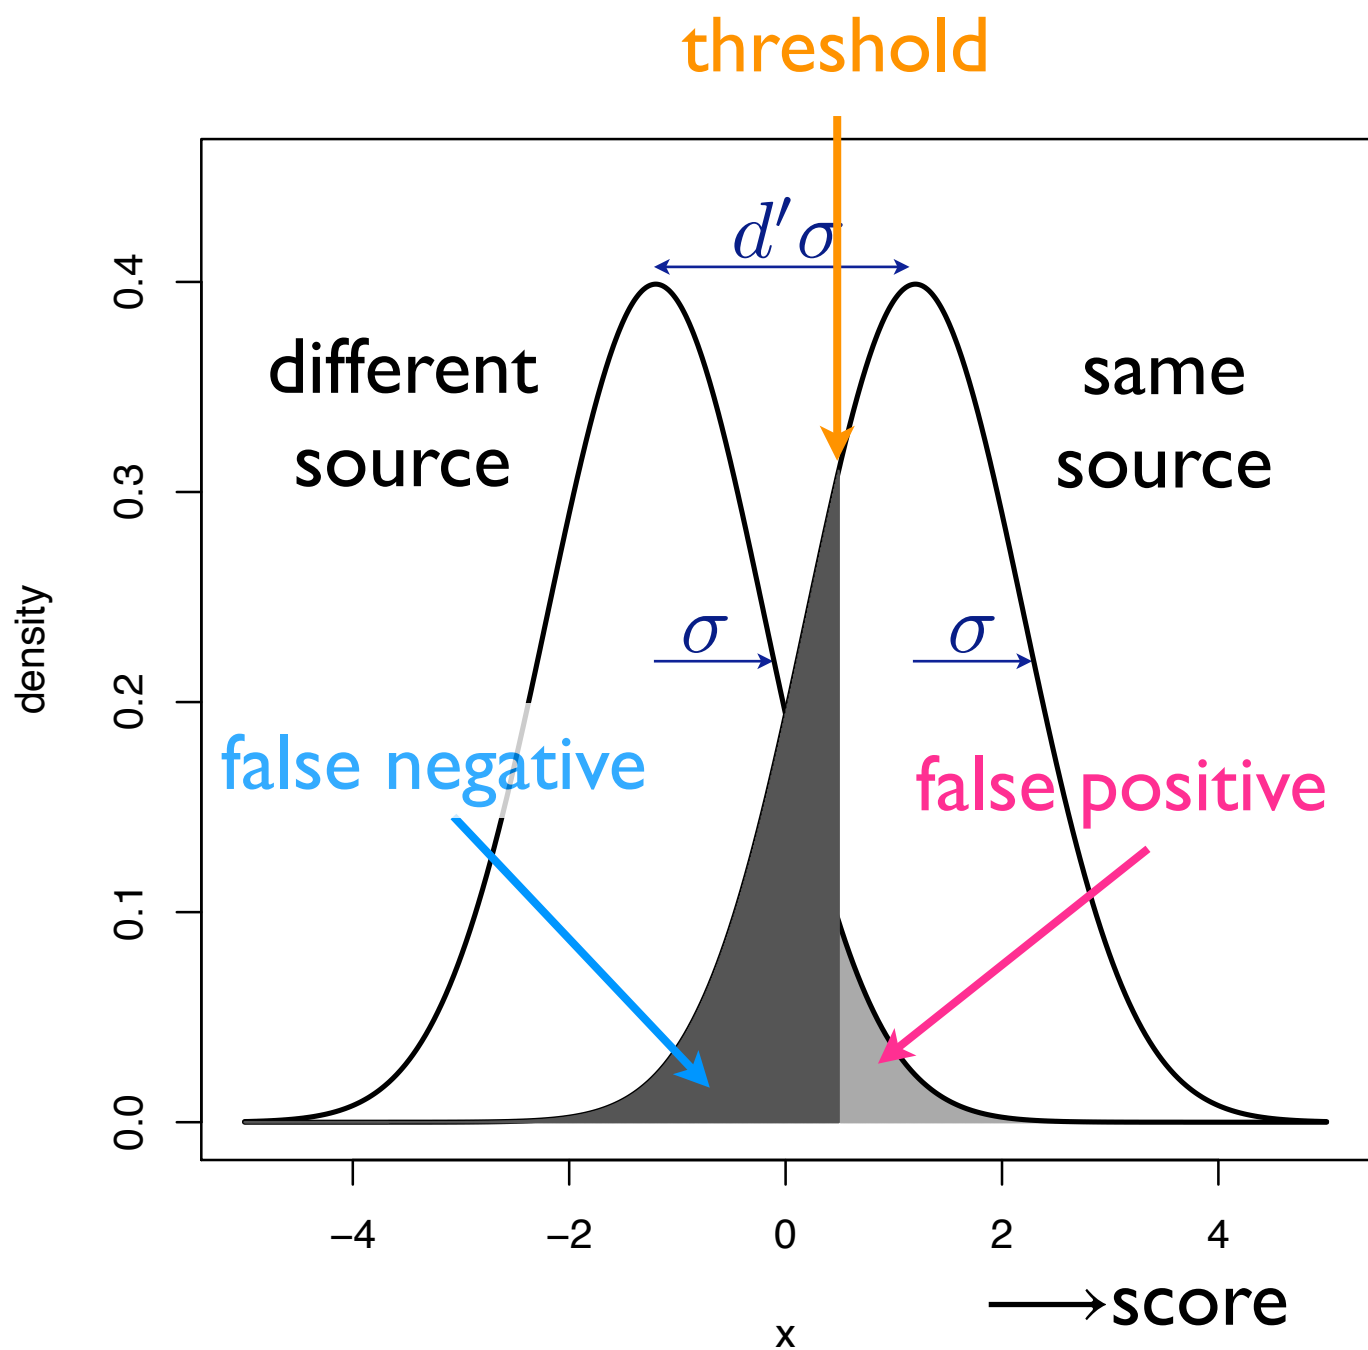 threshold
d′σ
0.4
different
source
same
source
0.3
density
σ
σ
0.2
false negative
false positive
0.1
0.0
−4
−2
0
2
4
→score
x